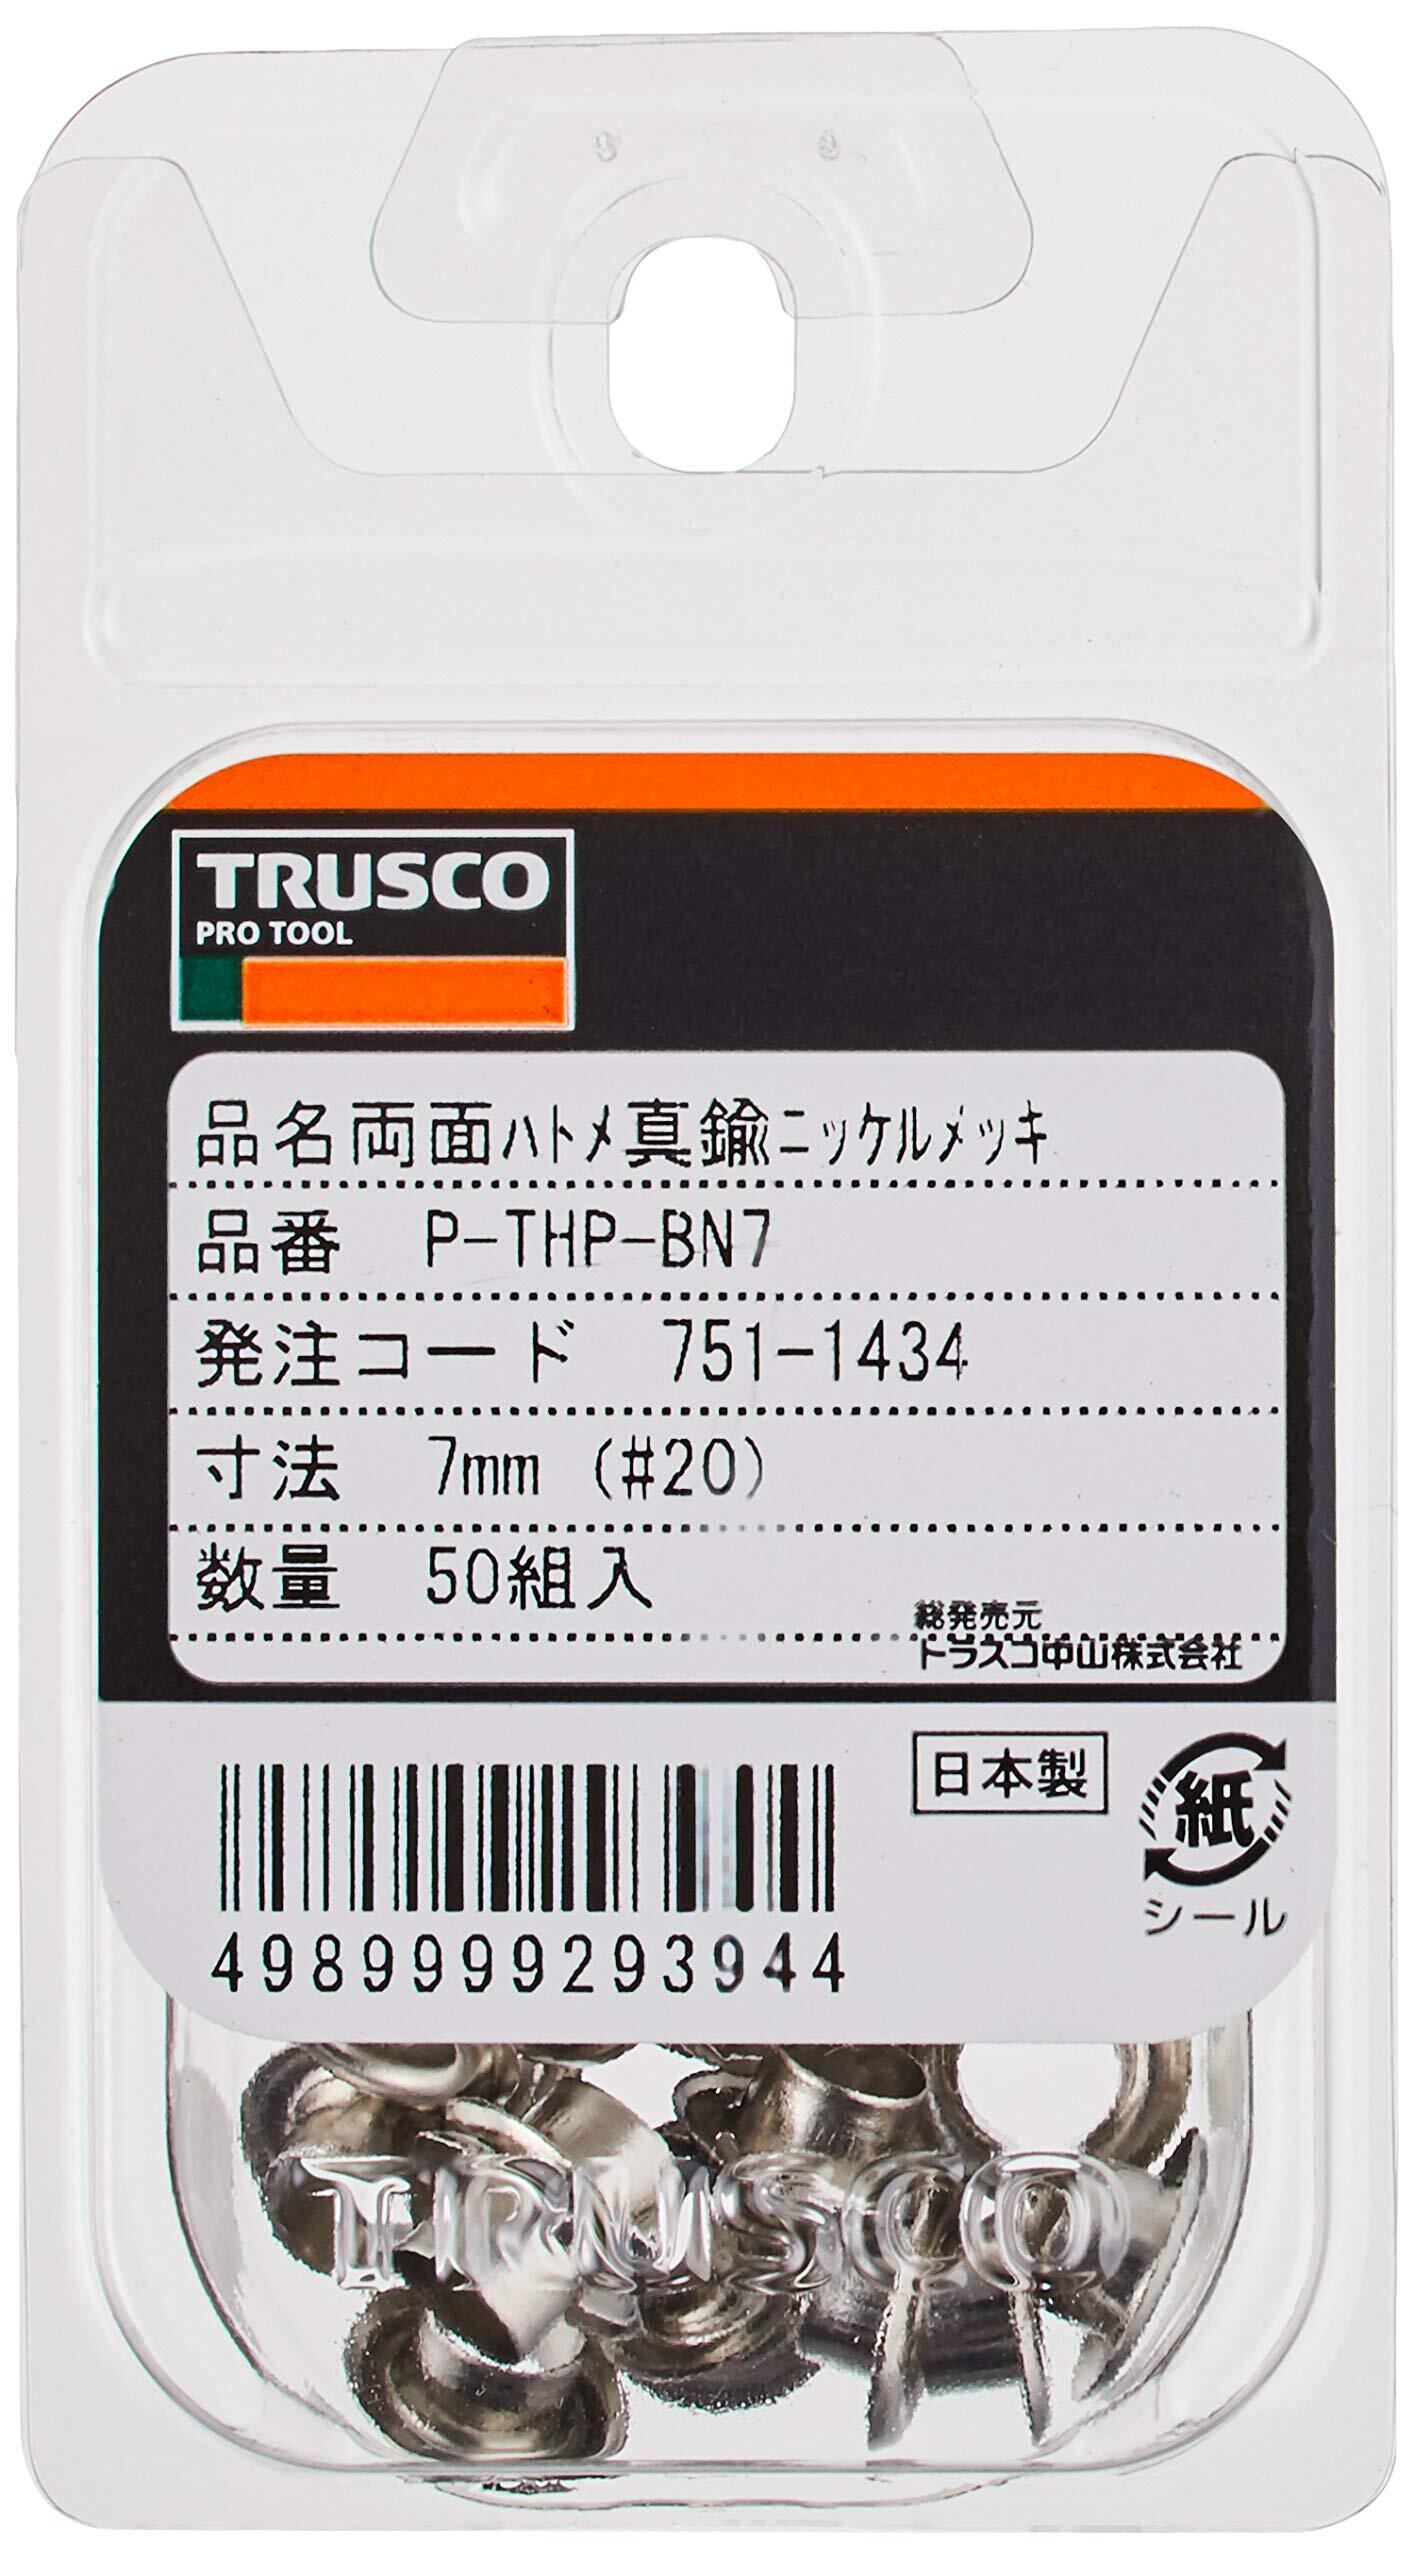 TRUSCO
PRO TOOL
品名両面ﾊﾄﾒ真鍮ﾆｯｹﾙﾒｯｷ
品番　P-THP-BN7
発注コード　751-1434
寸法　7mm (#20)
数量　50組入
総発売元
トラスコ中山株式会社
日本製
紙
シール
4989999293944
TRUSCO